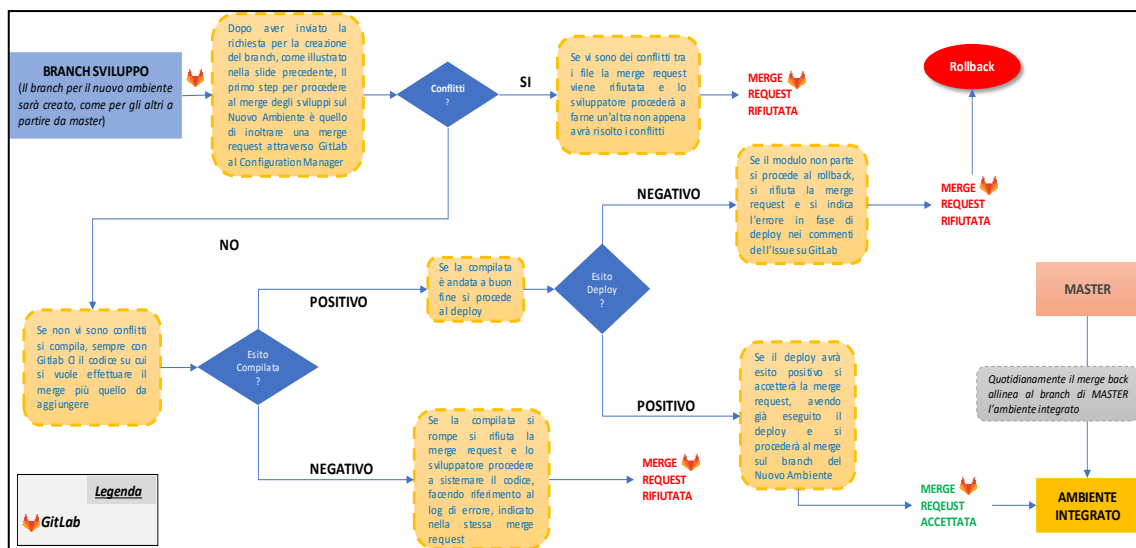 BRANCH SVILUPPO
(Il branch per il nuovo ambiente
sarà creato, come per gli altri a
partire da master)
Dopo aver inviato la
richiesta per la creazione
del branch, come illustrato
nella slide precedente, Il
primo step per procedere
al merge degli sviluppi sul
Nuovo Ambiente è quello
di inoltrare una merge
request attraverso GitLab
al Configuration Manager
Conflitti
?
SI
Se vi sono dei conflitti tra
i file la merge request
viene rifiutata e lo
sviluppatore procederà a
farne un'altra non appena
avrà risolto i conflitti
MERGE
REQUEST
RIFIUTATA
Rollback
NO
Se il modulo non parte
si procede al rollback,
si rifiuta la merge
request e si indica
l'errore in fase di
deploy nei commenti
dell'Issue su GitLab
NEGATIVO
MERGE
REQUEST
RIFIUTATA
Se non vi sono conflitti
si compila, sempre con
Gitlab CI il codice su cui
si vuole effettuare il
merge più quello da
aggiungere
Esito
Compilata
?
POSITIVO
Se la compilata
è andata a buon
fine si procede
al deploy
Esito
Deploy
?
POSITIVO
Se il deploy avrà
esito positivo si
accetterà la merge
request, avendo
già eseguito il
deploy e si
procederà al merge
sul branch del
Nuovo Ambiente
MASTER
Quotidianamente il merge back
allinea al branch di MASTER
l'ambiente integrato
NEGATIVO
Se la compilata si
rompe si rifiuta la
merge request e lo
sviluppatore procedere
a sistemare il codice,
facendo riferimento al
log di errore, indicato
nella stessa merge
request
MERGE
REQUEST
RIFIUTATA
MERGE
REQEUST
ACCETTATA
AMBIENTE
INTEGRATO
Legenda
GitLab